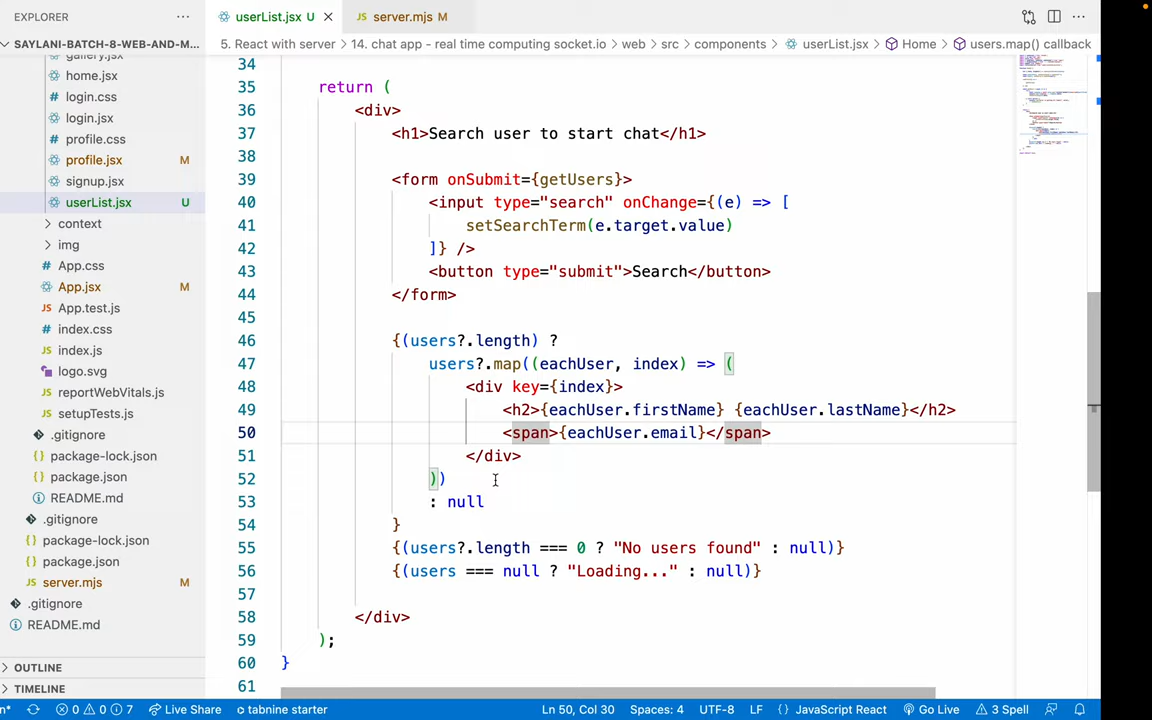 EXPLORER ···
userList.jsx U × JS server.mjs M ···
SAYLANI-BATCH-8-WEB-AND-M...
5. React with server > 14. chat app - real time computing socket.io > web > src > components > userList.jsx > Home > users.map() callback
gallery.jsx
home.jsx
login.css
login.jsx
profile.css
profile.jsx M
signup.jsx
userList.jsx U
> context
> img
# App.css
App.jsx M
JS App.test.js
# index.css
JS index.js
logo.svg
JS reportWebVitals.js
JS setupTests.js
.gitignore
{} package-lock.json
{} package.json
README.md
.gitignore
{} package-lock.json
{} package.json
JS server.mjs M
.gitignore
README.md
> OUTLINE
> TIMELINE
34
35 return (
36 <div>
37 <h1>Search user to start chat</h1>
38
39 <form onSubmit={getUsers}>
40 <input type="search" onChange={(e) => [
41 setSearchTerm(e.target.value)
42 ]} />
43 <button type="submit">Search</button>
44 </form>
45
46 {(users?.length) ?
47 users?.map((eachUser, index) => (
48 <div key={index}>
49 <h2>{eachUser.firstName} {eachUser.lastName}</h2>
50 <span>{eachUser.email}</span>
51 </div>
52 ))
53 : null
54 }
55 {(users?.length === 0 ? "No users found" : null)}
56 {(users === null ? "Loading..." : null)}
57
58 </div>
59 );
60 }
61
n* 0 0 7 Live Share tabnine starter Ln 50, Col 30 Spaces: 4 UTF-8 LF {} JavaScript React Go Live 3 Spell